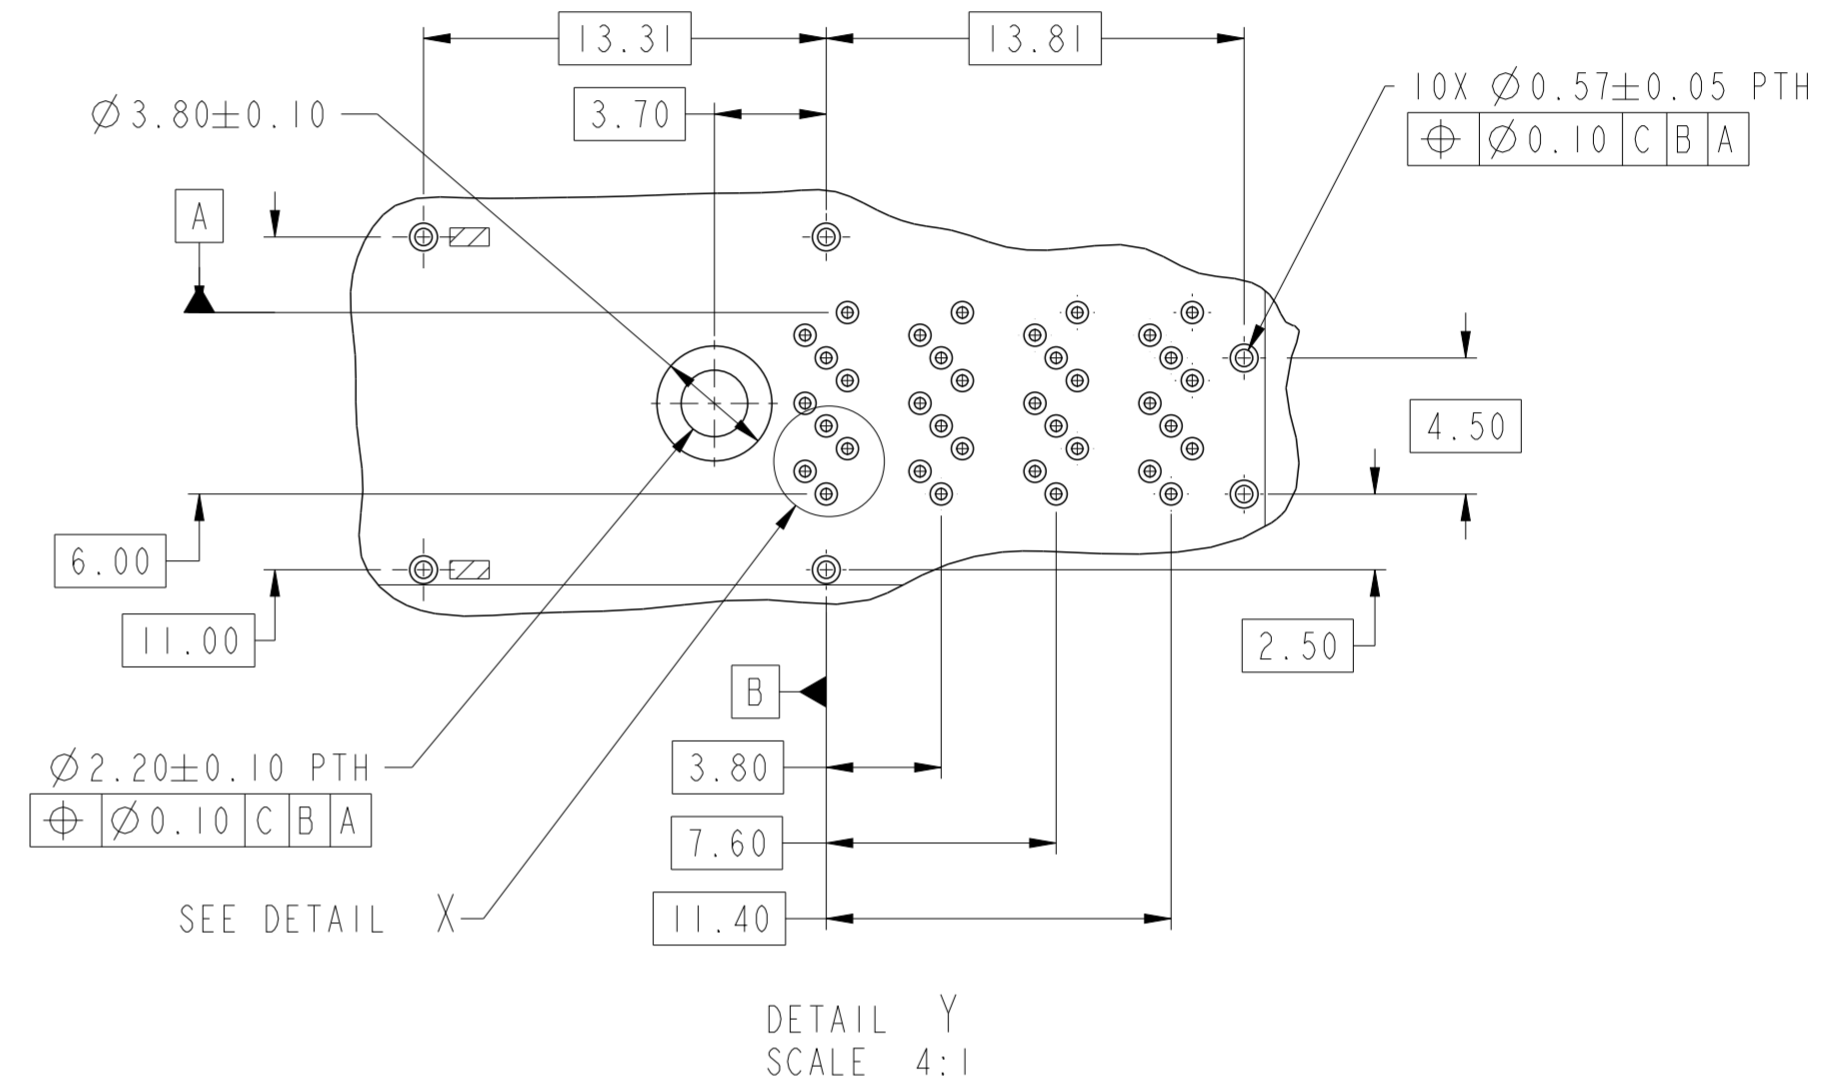 13.31
13.81
3.70
Ø3.80±0.10
10X Ø0.57±0.05 PTH
⌖ Ø0.10 C B A
A
4.50
6.00
11.00
2.50
B
Ø2.20±0.10 PTH
⌖ Ø0.10 C B A
3.80
7.60
11.40
SEE DETAIL X
DETAIL Y
SCALE 4:1